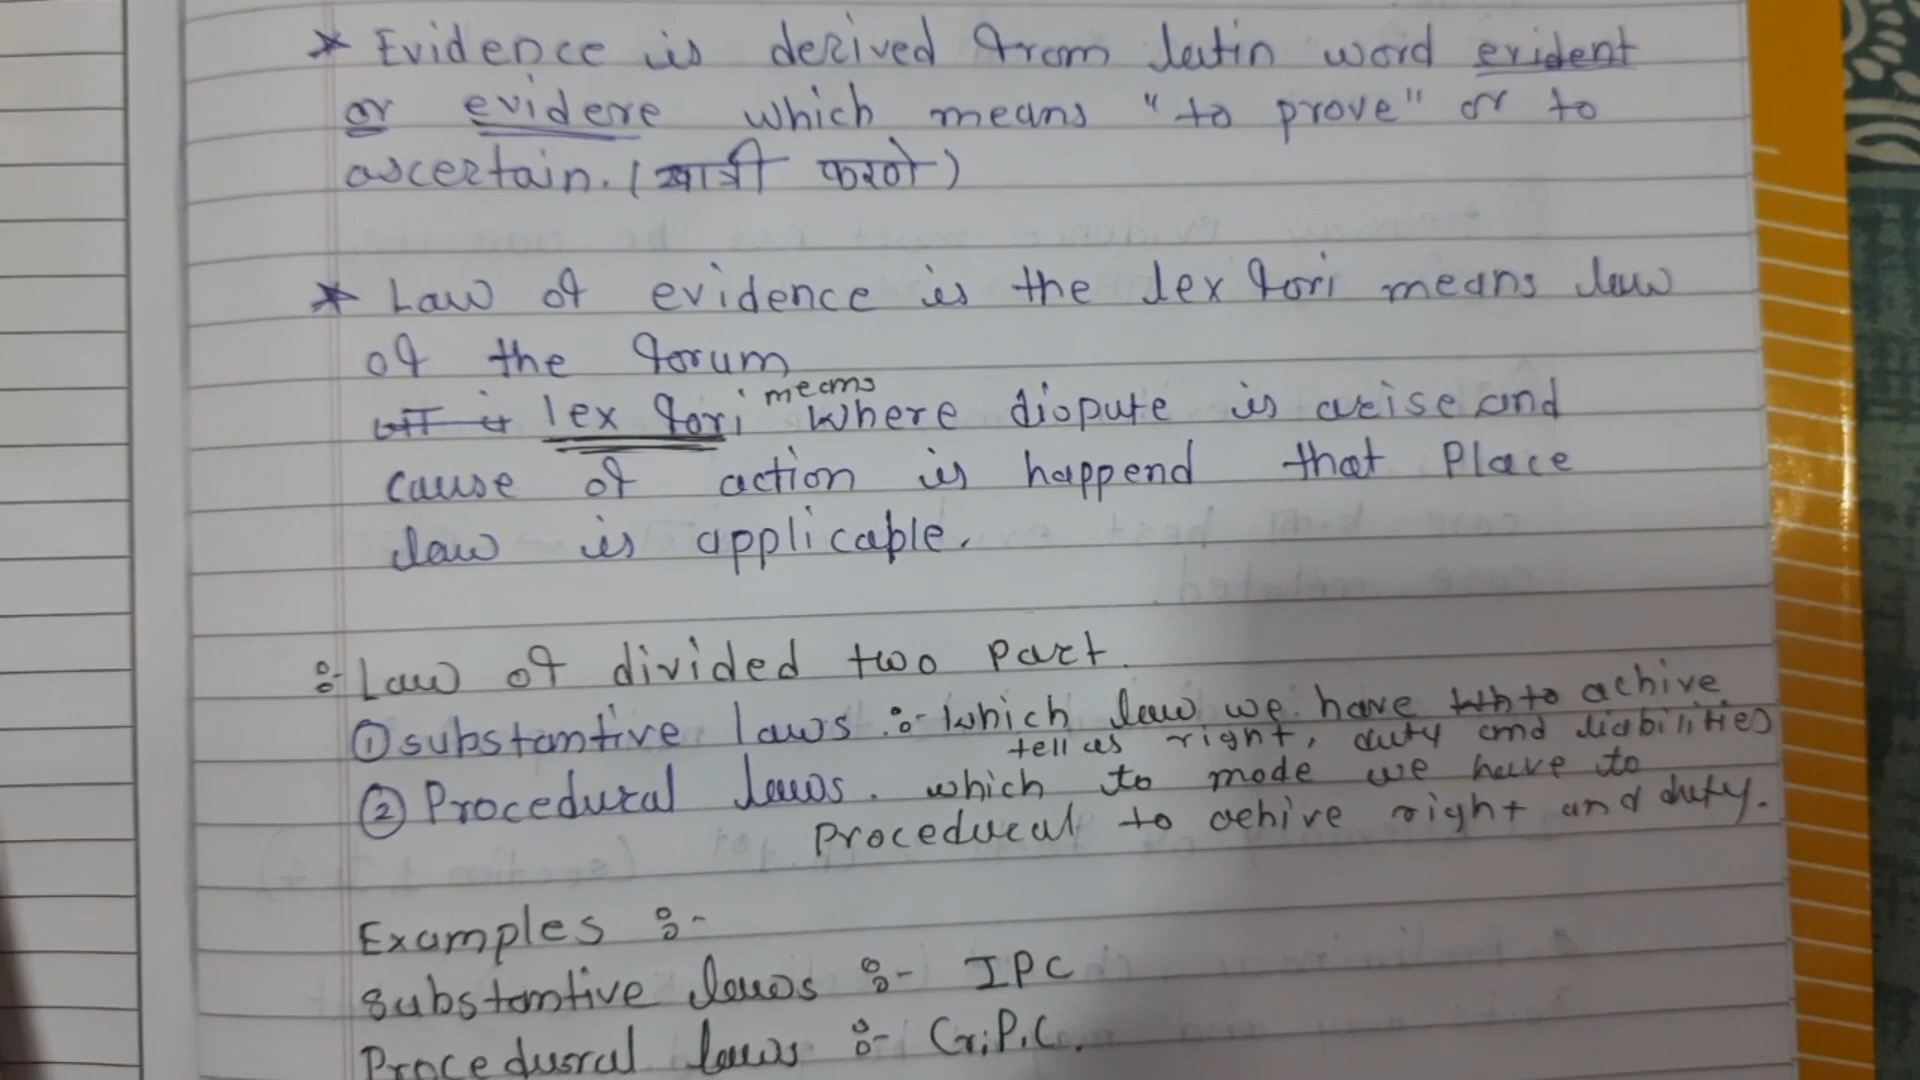 * Evidence is derived from latin word evident
or evidere which means "to prove" or to
ascertain. (खात्री करणे)
* Law of evidence is the lex fori means law
of the forum
lex fori means where dispute is arise and
cause of action is happend that place
law is applicable.
:- Law of divided two part.
① substantive laws :- which law we have to achive
tell us right, duty and liabilities
② Procedural laws. which to mode we have to
procedural to achive right and duty.
Examples :-
Substantive laws :- IPC
Procedusral laws :- Cr.P.C.